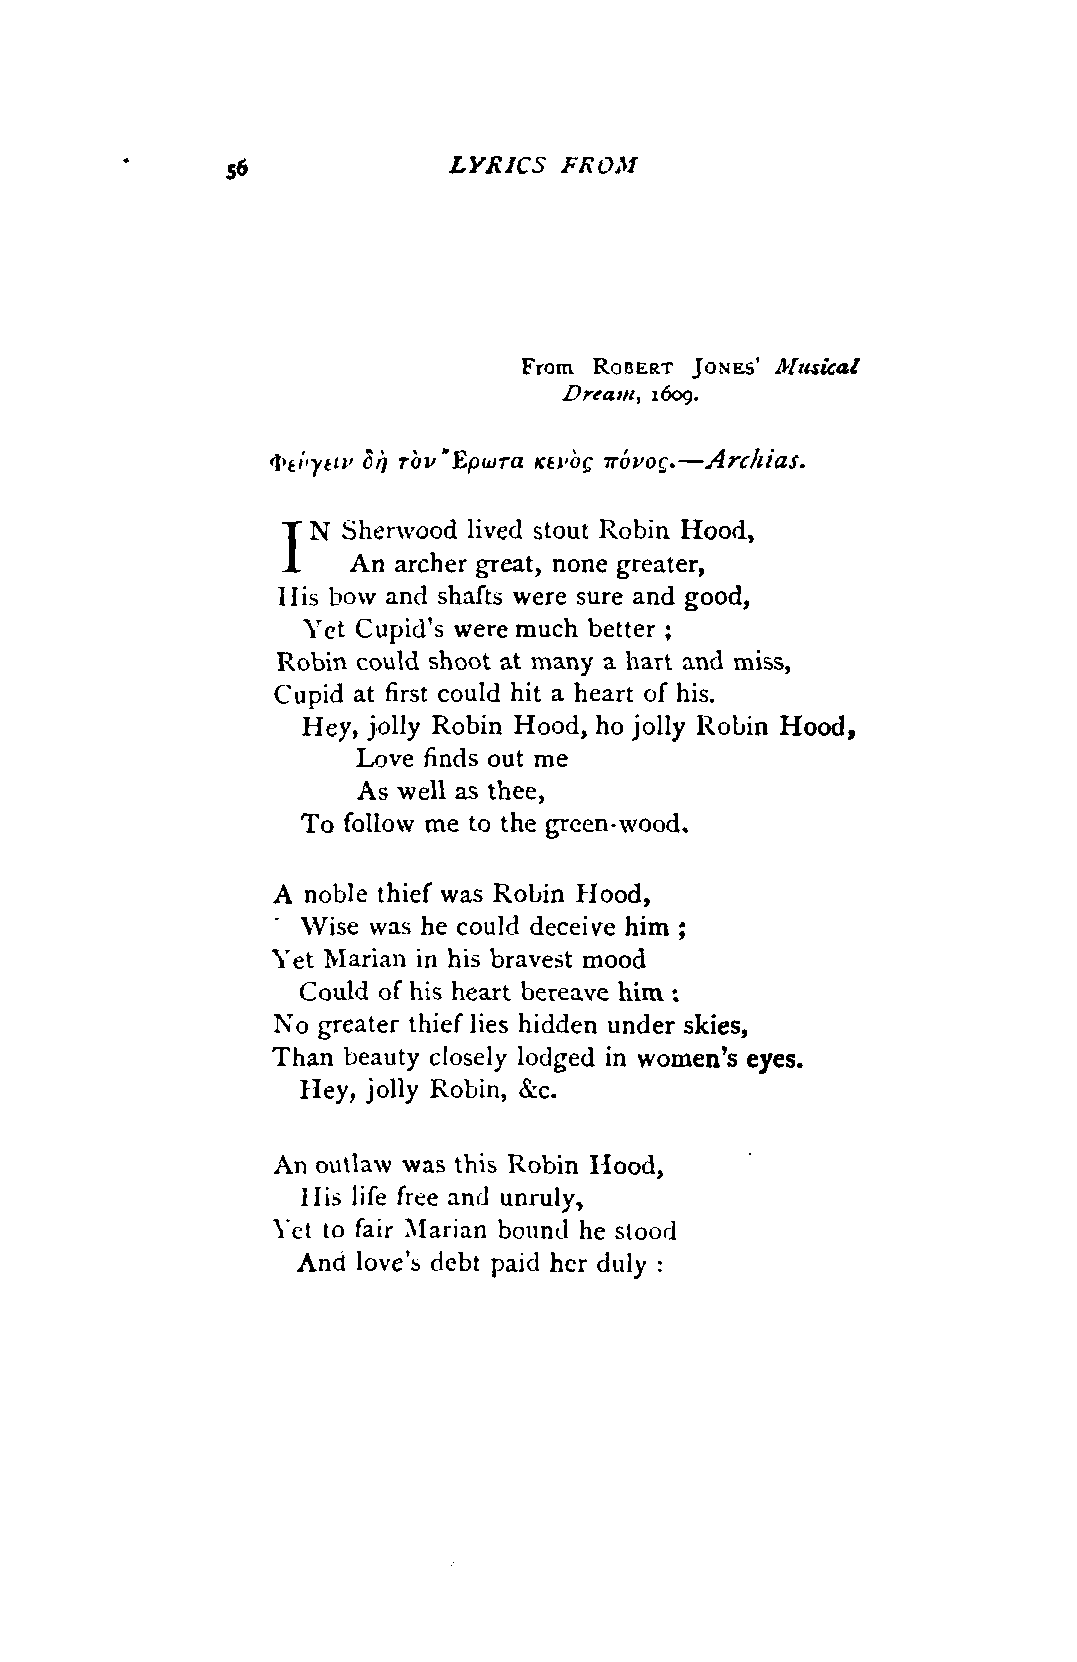 56 LYRICS FROM
From ROBERT JONES' Musical
Dream, 1609.
Φεύγειν δὴ τὸν Ἔρωτα κενὸς πόνος.—Archias.
IN Sherwood lived stout Robin Hood,
An archer great, none greater,
His bow and shafts were sure and good,
Yet Cupid's were much better ;
Robin could shoot at many a hart and miss,
Cupid at first could hit a heart of his.
Hey, jolly Robin Hood, ho jolly Robin Hood,
Love finds out me
As well as thee,
To follow me to the green-wood.
A noble thief was Robin Hood,
Wise was he could deceive him ;
Yet Marian in his bravest mood
Could of his heart bereave him :
No greater thief lies hidden under skies,
Than beauty closely lodged in women's eyes.
Hey, jolly Robin, &c.
An outlaw was this Robin Hood,
His life free and unruly,
Yet to fair Marian bound he stood
And love's debt paid her duly :